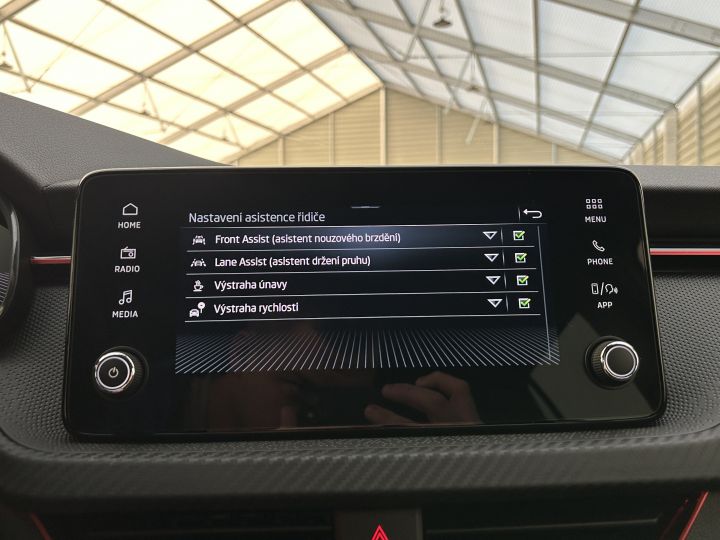 HOME
RADIO
MEDIA
Nastavení asistence řidiče
Front Assist (asistent nouzového brzdění)
Lane Assist (asistent držení pruhu)
Výstraha únavy
Výstraha rychlosti
MENU
PHONE
APP